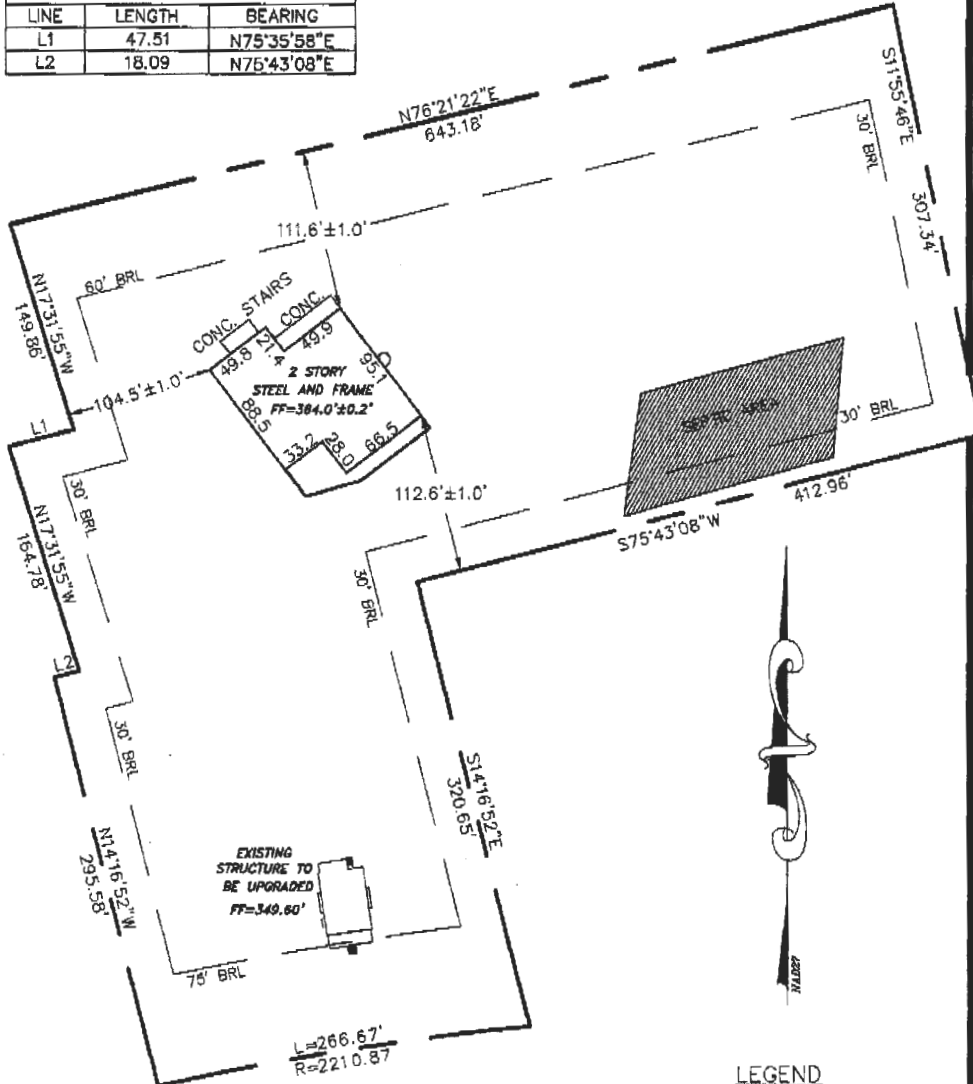 LINE LENGTH BEARING
L1 47.51 N75°35'58"E
L2 18.09 N75°43'08"E
N76°21'22"E
643.18'
S11°55'46"E
307.34'
30' BRL
111.6'±1.0'
60' BRL
N17°31'55"W
149.86'
CONC. STAIRS
CONC.
49.8
21.4
49.9
95.1
2 STORY
STEEL AND FRAME
FF=384.0'±0.2'
104.5'±1.0'
88.5
33.2
28.0
66.5
L1
SEPTIC AREA
30' BRL
30' BRL
N17°31'55"W
164.78'
112.6'±1.0'
412.96'
S75°43'08"W
30' BRL
L2
30' BRL
S14°16'52"E
320.65'
N14°16'52"W
295.58'
EXISTING
STRUCTURE TO
BE UPGRADED
FF=349.60'
75' BRL
NAD27
L=266.67'
R=2210.87
LEGEND